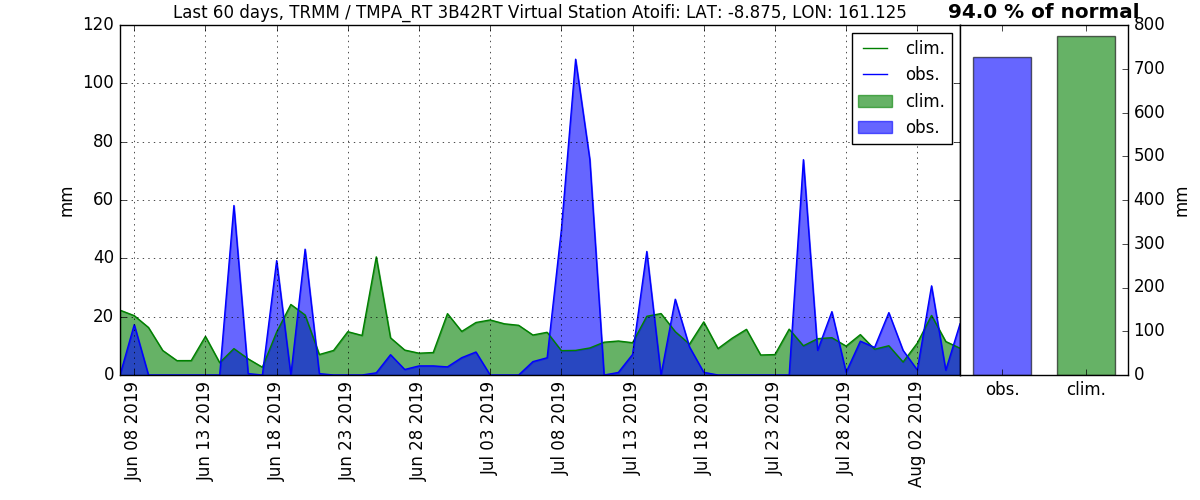 Last 60 days, TRMM / TMPA_RT 3B42RT Virtual Station Atoifi: LAT: -8.875, LON: 161.125
94.0 % of normal
120
100
80
60
40
20
0
mm
clim.
obs.
clim.
obs.
800
700
600
500
400
300
200
100
0
mm
Jun 08 2019
Jun 13 2019
Jun 18 2019
Jun 23 2019
Jun 28 2019
Jul 03 2019
Jul 08 2019
Jul 13 2019
Jul 18 2019
Jul 23 2019
Jul 28 2019
Aug 02 2019
obs.
clim.